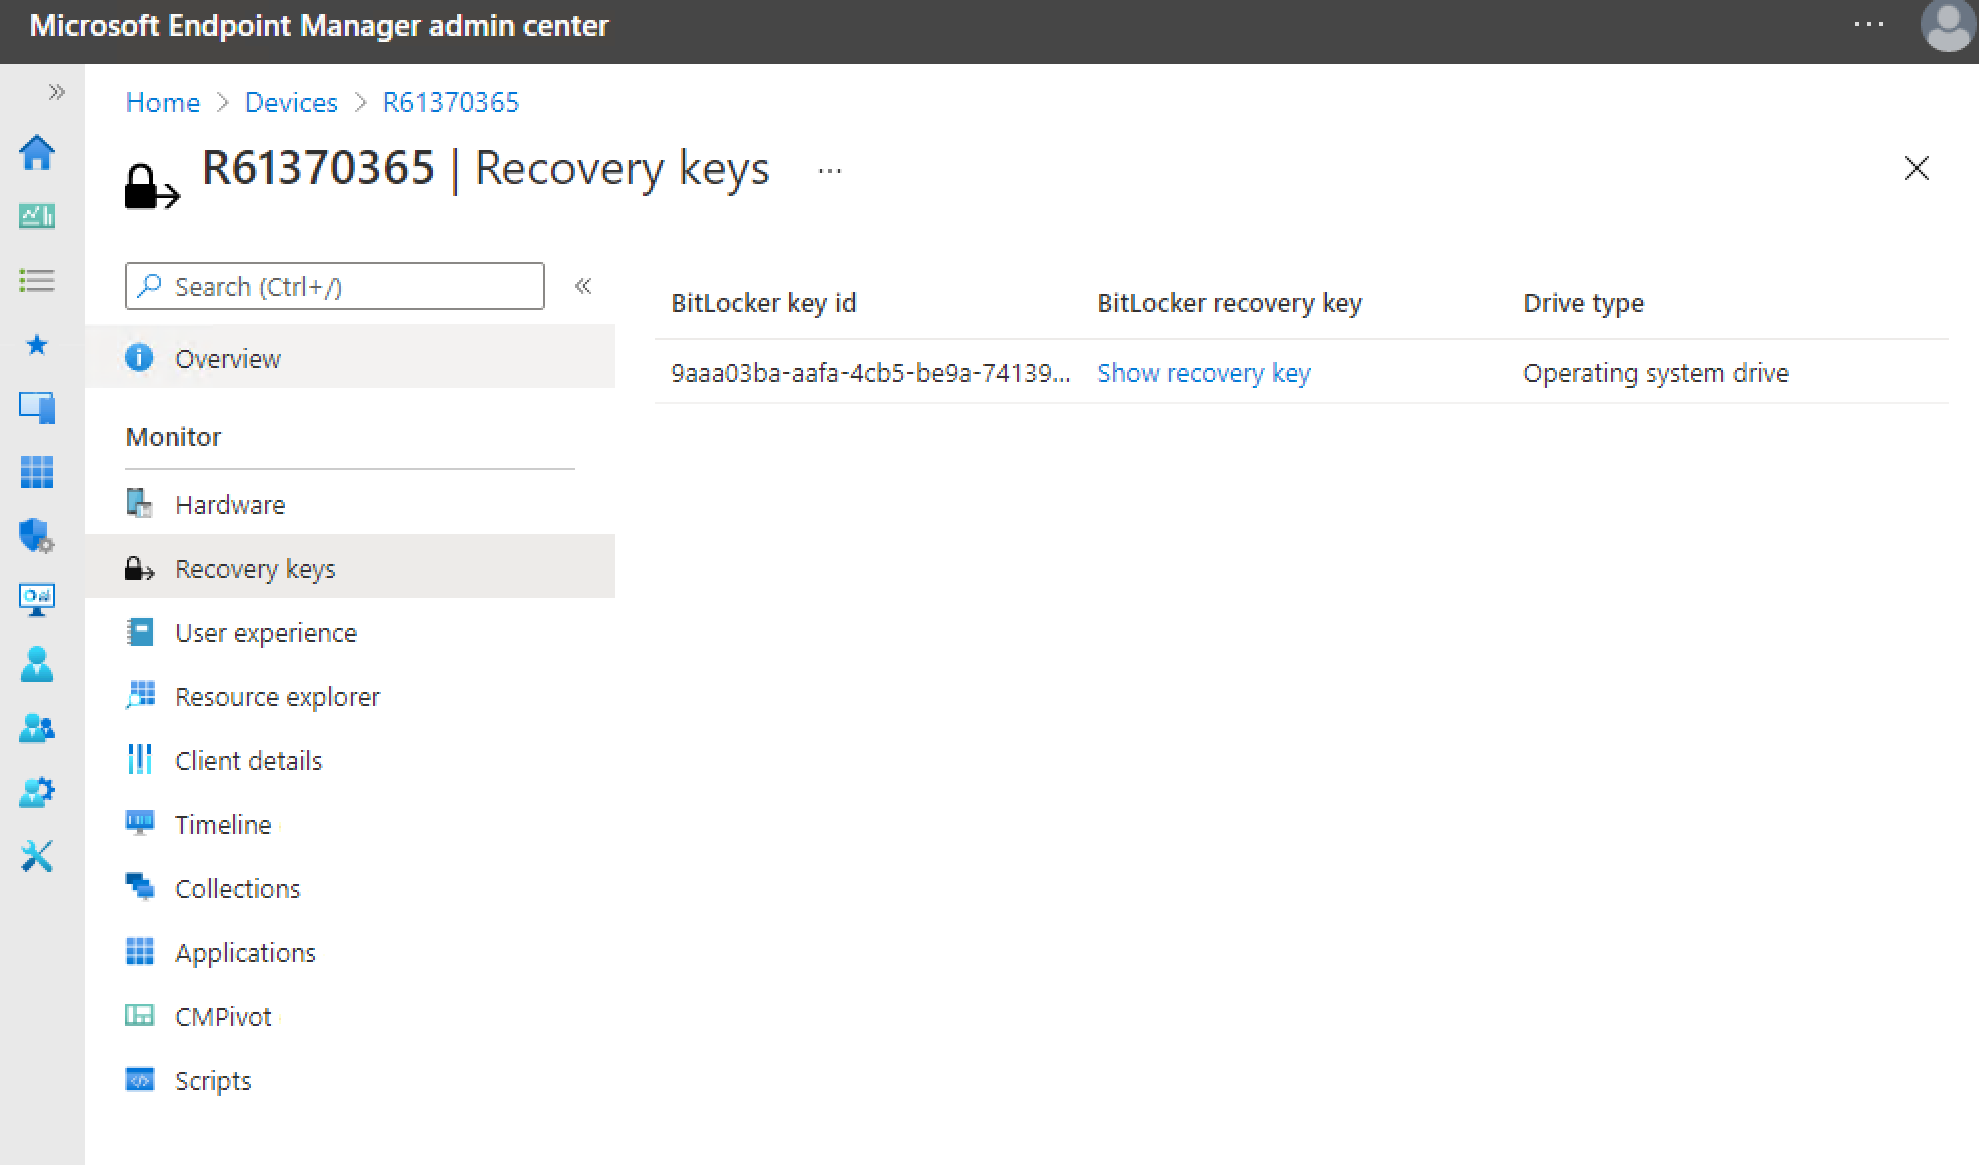 Microsoft Endpoint Manager admin center
Home > Devices > R61370365
R61370365 | Recovery keys ...
Search (Ctrl+/)
Overview
Monitor
Hardware
Recovery keys
User experience
Resource explorer
Client details
Timeline
Collections
Applications
CMPivot
Scripts
BitLocker key id BitLocker recovery key Drive type
9aaa03ba-aafa-4cb5-be9a-74139... Show recovery key Operating system drive